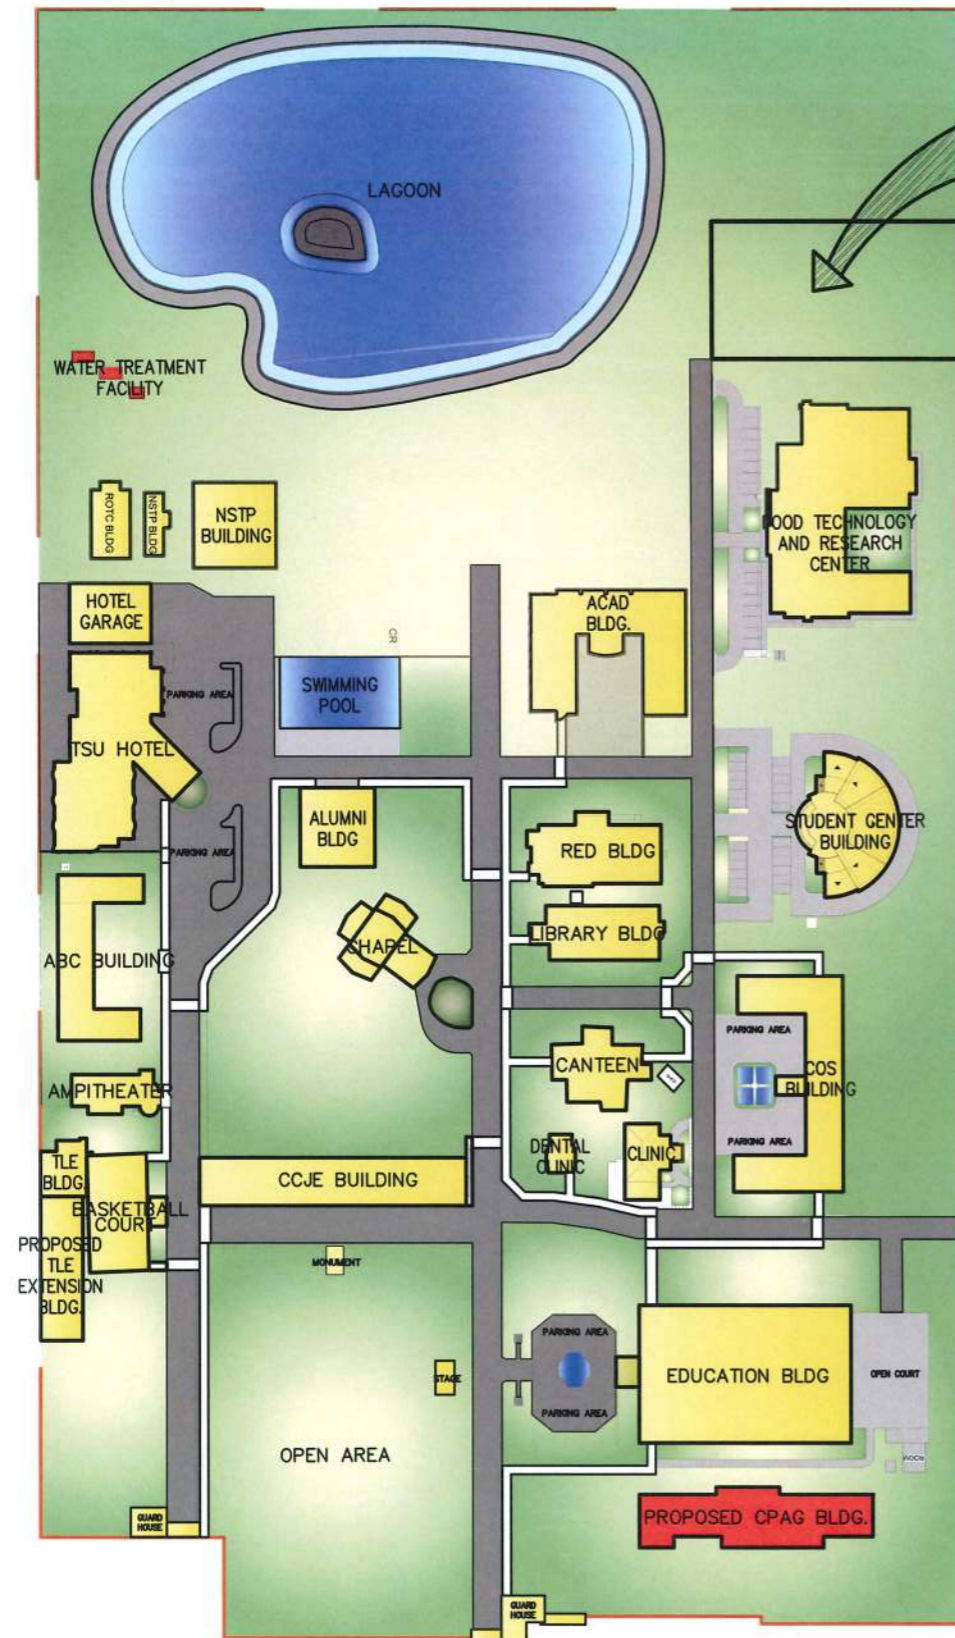 LAGOON
WATER TREATMENT
FACILITY
ROTC BLDG
NSTP BLDG
NSTP
BUILDING
FOOD TECHNOLOGY
AND RESEARCH
CENTER
HOTEL
GARAGE
ACAD
BLDG.
CR
SWIMMING
POOL
PARKING AREA
TSU HOTEL
ALUMNI
BLDG
STUDENT CENTER
BUILDING
PARKING AREA
RED BLDG
CHAPEL
LIBRARY BLDG
ABC BUILDING
PARKING AREA
CANTEEN
COS
BUILDING
AMPITHEATER
PARKING AREA
DENTAL
CLINIC
CLINIC
TLE
BLDG.
CCJE BUILDING
BASKETBALL
COURT
PROPOSED
TLE
EXTENSION
BLDG.
MONUMENT
PARKING AREA
STAGE
EDUCATION BLDG
OPEN COURT
PARKING AREA
OPEN AREA
ROOM
GUARD
HOUSE
PROPOSED CPAG BLDG.
GUARD
HOUSE